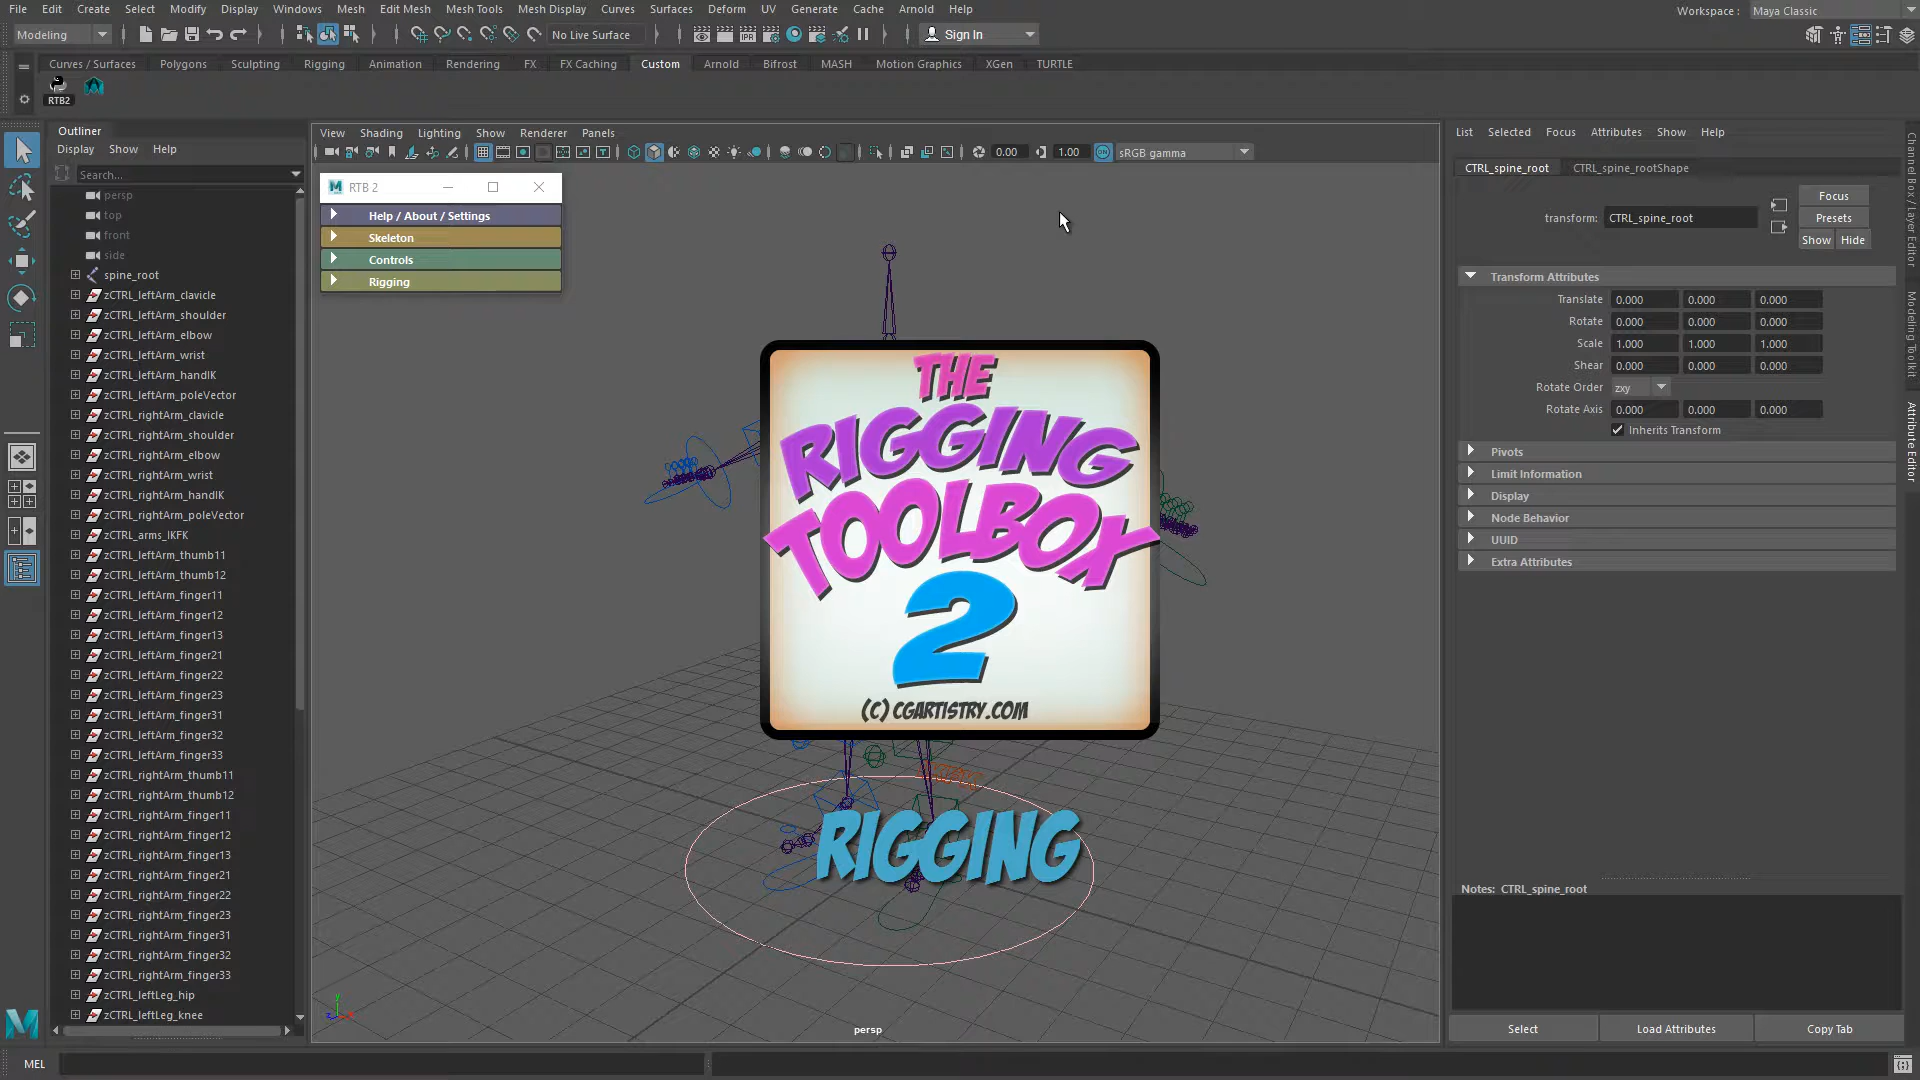 File Edit Create Select Modify Display Windows Mesh Edit Mesh Mesh Tools Mesh Display Curves Surfaces Deform UV Generate Cache Arnold Help
Workspace : Maya Classic
Modeling
No Live Surface
Sign In
IPR
Curves / Surfaces Polygons Sculpting Rigging Animation Rendering FX FX Caching Custom Arnold Bifrost MASH Motion Graphics XGen TURTLE
RTB2
Outliner
Display Show Help
Search...
persp
top
front
side
spine_root
zCTRL_leftArm_clavicle
zCTRL_leftArm_shoulder
zCTRL_leftArm_elbow
zCTRL_leftArm_wrist
zCTRL_leftArm_handIK
zCTRL_leftArm_poleVector
zCTRL_rightArm_clavicle
zCTRL_rightArm_shoulder
zCTRL_rightArm_elbow
zCTRL_rightArm_wrist
zCTRL_rightArm_handIK
zCTRL_rightArm_poleVector
zCTRL_arms_IKFK
zCTRL_leftArm_thumb11
zCTRL_leftArm_thumb12
zCTRL_leftArm_finger11
zCTRL_leftArm_finger12
zCTRL_leftArm_finger13
zCTRL_leftArm_finger21
zCTRL_leftArm_finger22
zCTRL_leftArm_finger23
zCTRL_leftArm_finger31
zCTRL_leftArm_finger32
zCTRL_leftArm_finger33
zCTRL_rightArm_thumb11
zCTRL_rightArm_thumb12
zCTRL_rightArm_finger11
zCTRL_rightArm_finger12
zCTRL_rightArm_finger13
zCTRL_rightArm_finger21
zCTRL_rightArm_finger22
zCTRL_rightArm_finger23
zCTRL_rightArm_finger31
zCTRL_rightArm_finger32
zCTRL_rightArm_finger33
zCTRL_leftLeg_hip
zCTRL_leftLeg_knee
View Shading Lighting Show Renderer Panels
0.00 1.00 sRGB gamma
RTB 2
Help / About / Settings
Skeleton
Controls
Rigging
THE
RIGGING
TOOLBOX
2
(C) CGARTISTRY.COM
RIGGING
persp
List Selected Focus Attributes Show Help
CTRL_spine_root CTRL_spine_rootShape
transform: CTRL_spine_root
Focus
Presets
Show Hide
Transform Attributes
Translate 0.000 0.000 0.000
Rotate 0.000 0.000 0.000
Scale 1.000 1.000 1.000
Shear 0.000 0.000 0.000
Rotate Order zxy
Rotate Axis 0.000 0.000 0.000
Inherits Transform
Pivots
Limit Information
Display
Node Behavior
UUID
Extra Attributes
Notes: CTRL_spine_root
Select Load Attributes Copy Tab
Channel Box / Layer Editor
Modeling Toolkit
Attribute Editor
MEL